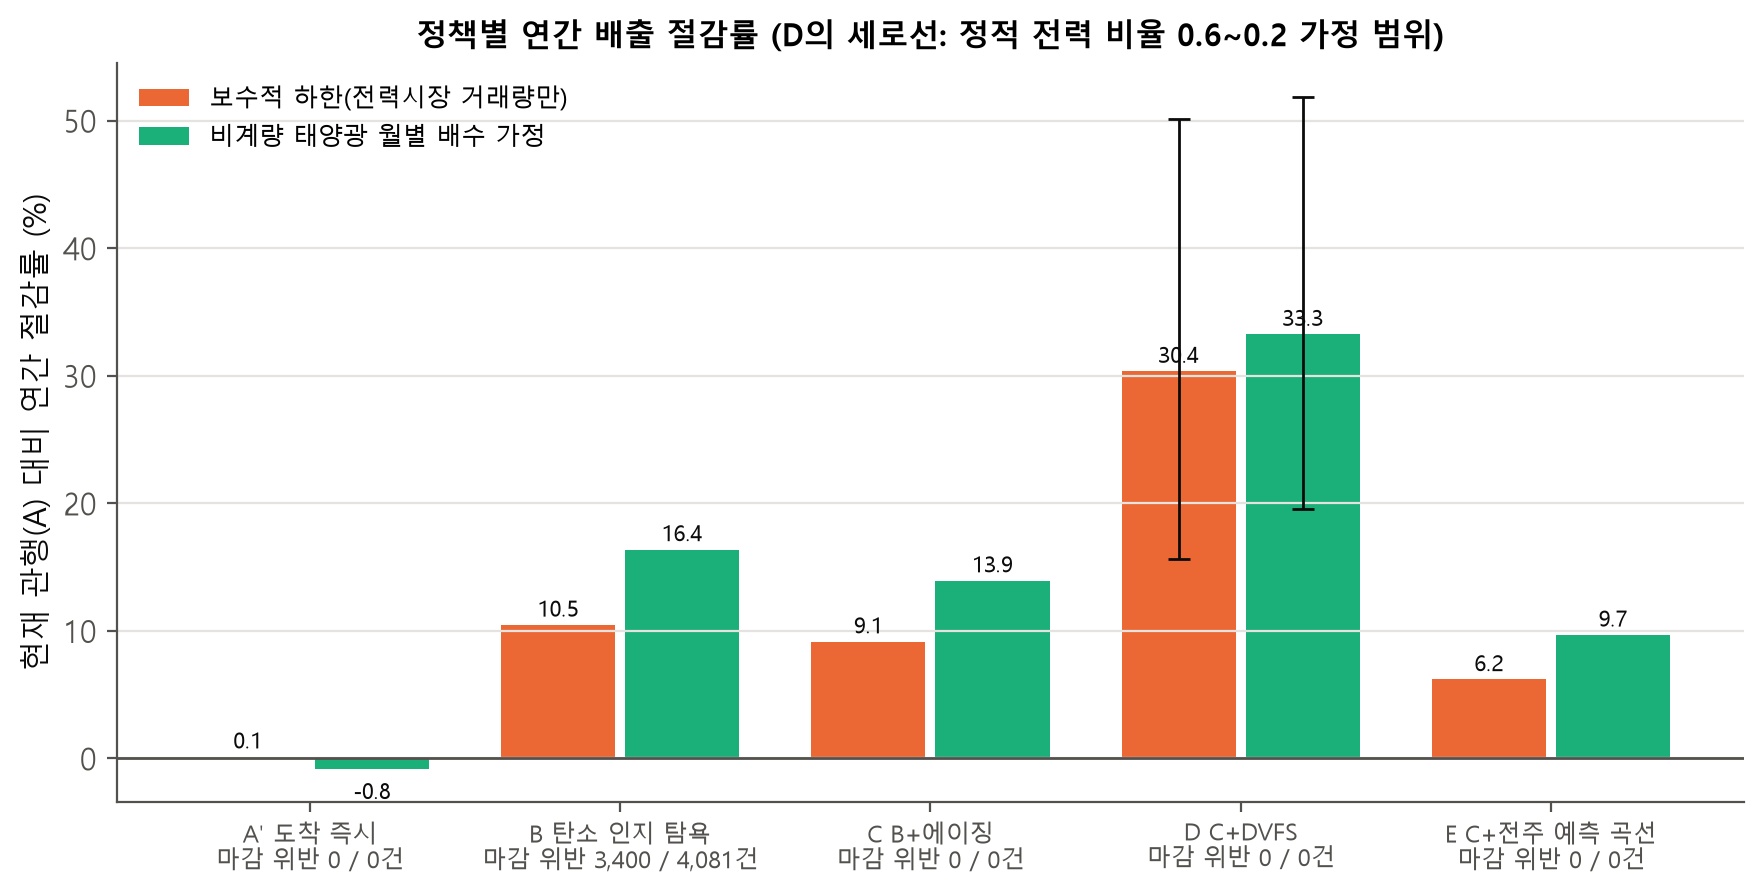 정책별 연간 배출 절감률 (D의 세로선: 정적 전력 비율 0.6~0.2 가정 범위)
보수적 하한(전력시장 거래량만)
비계량 태양광 월별 배수 가정
현재 관행(A) 대비 연간 절감률 (%)
50
40
30
20
10
0
0.1
-0.8
10.5
16.4
9.1
13.9
30.4
33.3
6.2
9.7
A' 도착 즉시
마감 위반 0 / 0건
B 탄소 인지 탐욕
마감 위반 3,400 / 4,081건
C B+에이징
마감 위반 0 / 0건
D C+DVFS
마감 위반 0 / 0건
E C+전주 예측 곡선
마감 위반 0 / 0건